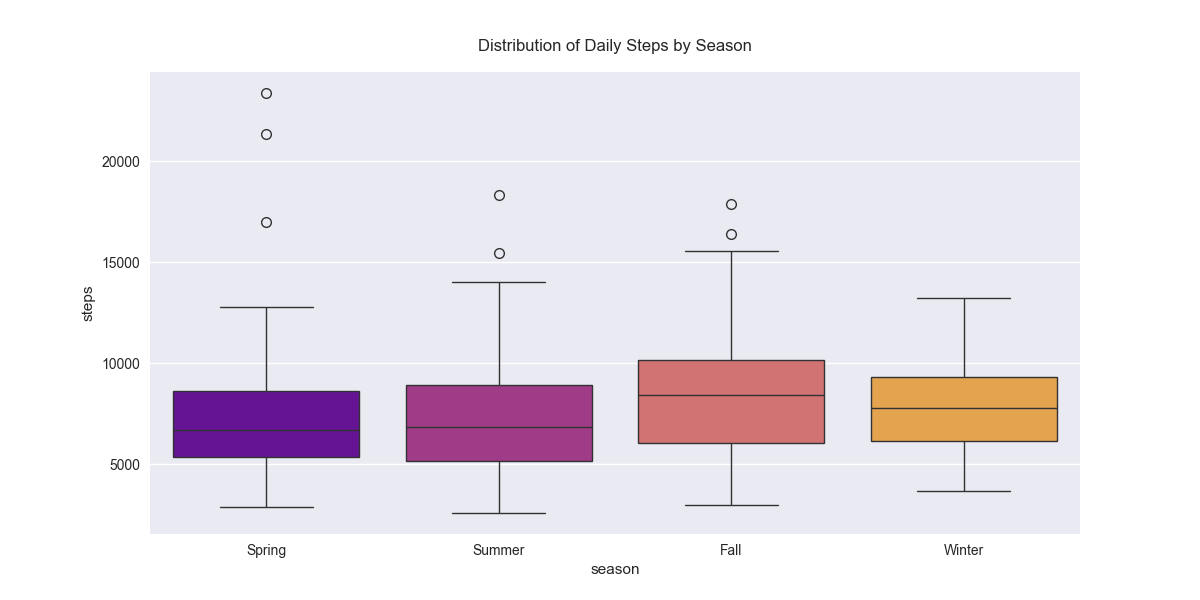 Distribution of Daily Steps by Season
20000
15000
10000
5000
steps
Spring
Summer
Fall
Winter
season